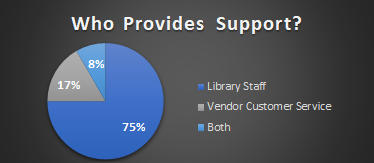 Who Provides Support?
8%
17%
75%
Library Staff
Vendor Customer Service
Both